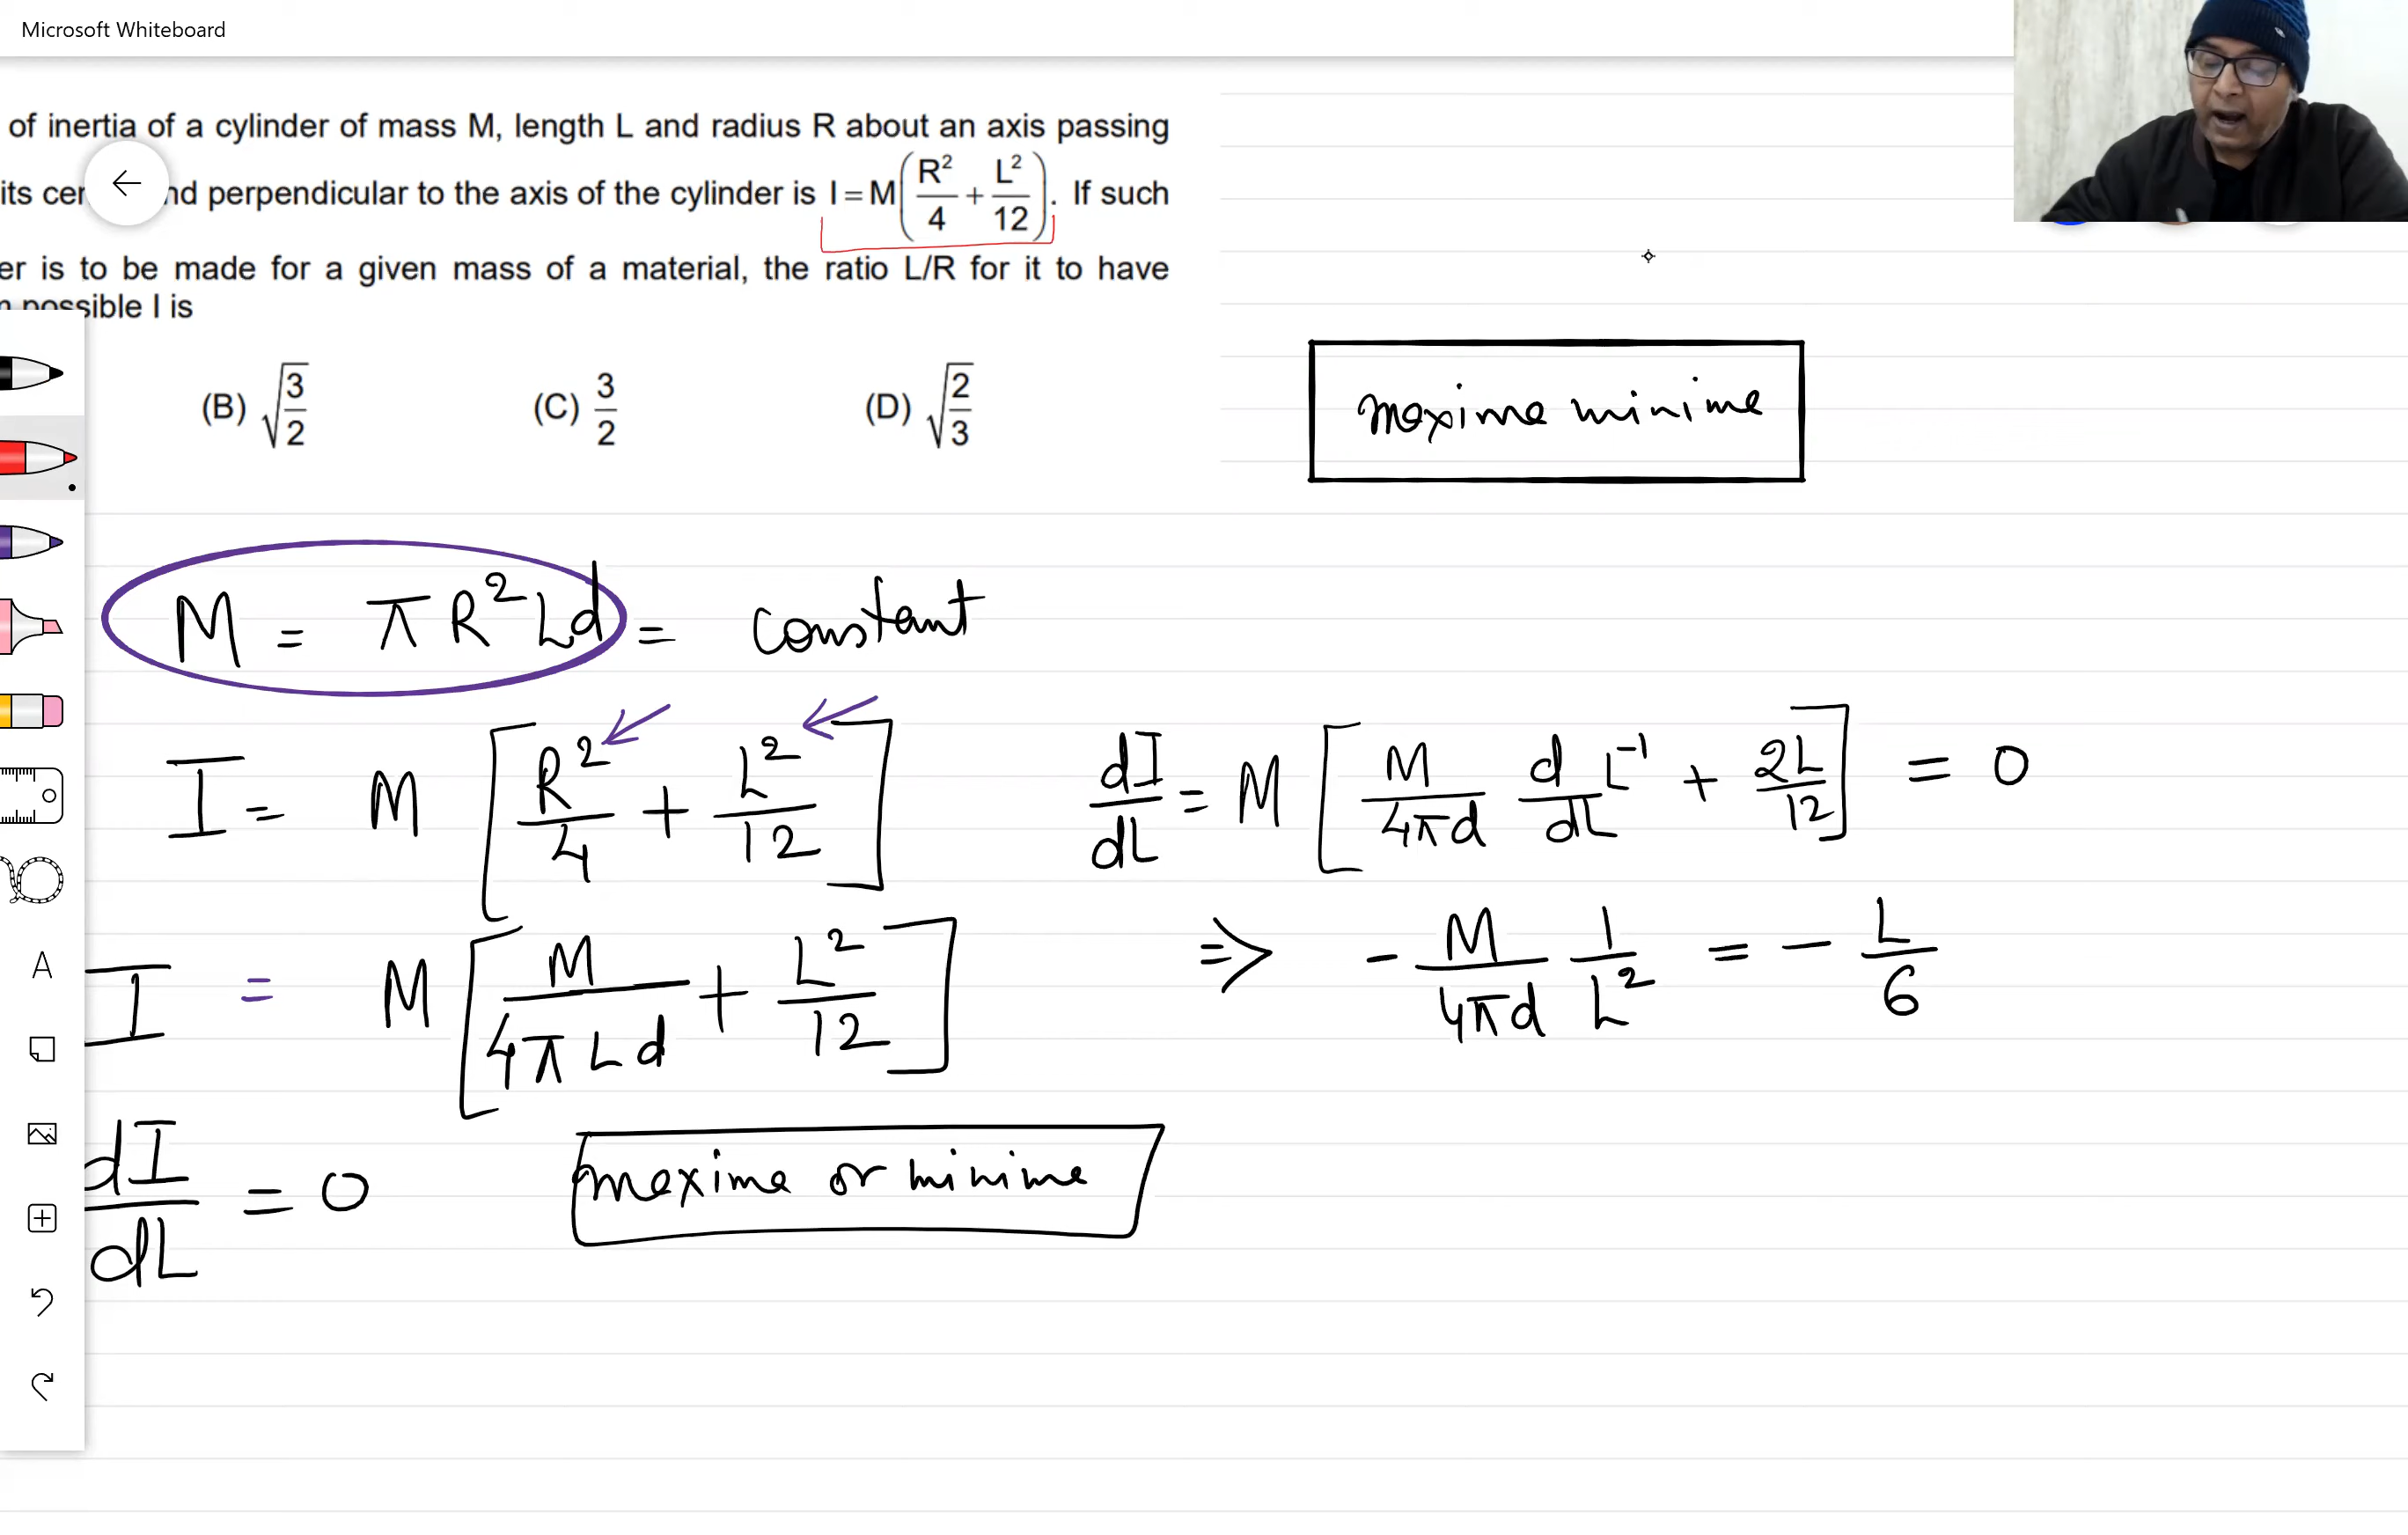 Microsoft Whiteboard
of inertia of a cylinder of mass M, length L and radius R about an axis passing
its cer nd perpendicular to the axis of the cylinder is I = M(R²/4 + L²/12). If such
er is to be made for a given mass of a material, the ratio L/R for it to have
possible I is
(B) √(3/2) (C) 3/2 (D) √(2/3)
mexime minime
M = πR²Ld = constant
I = M[R²/4 + L²/12]
I = M[M/4πLd + L²/12]
dI/dL = 0 mexime or minime
dI/dL = M[M/4πd d/dL L⁻¹ + 2L/12] = 0
⇒ - M/4πd 1/L² = - L/6
A